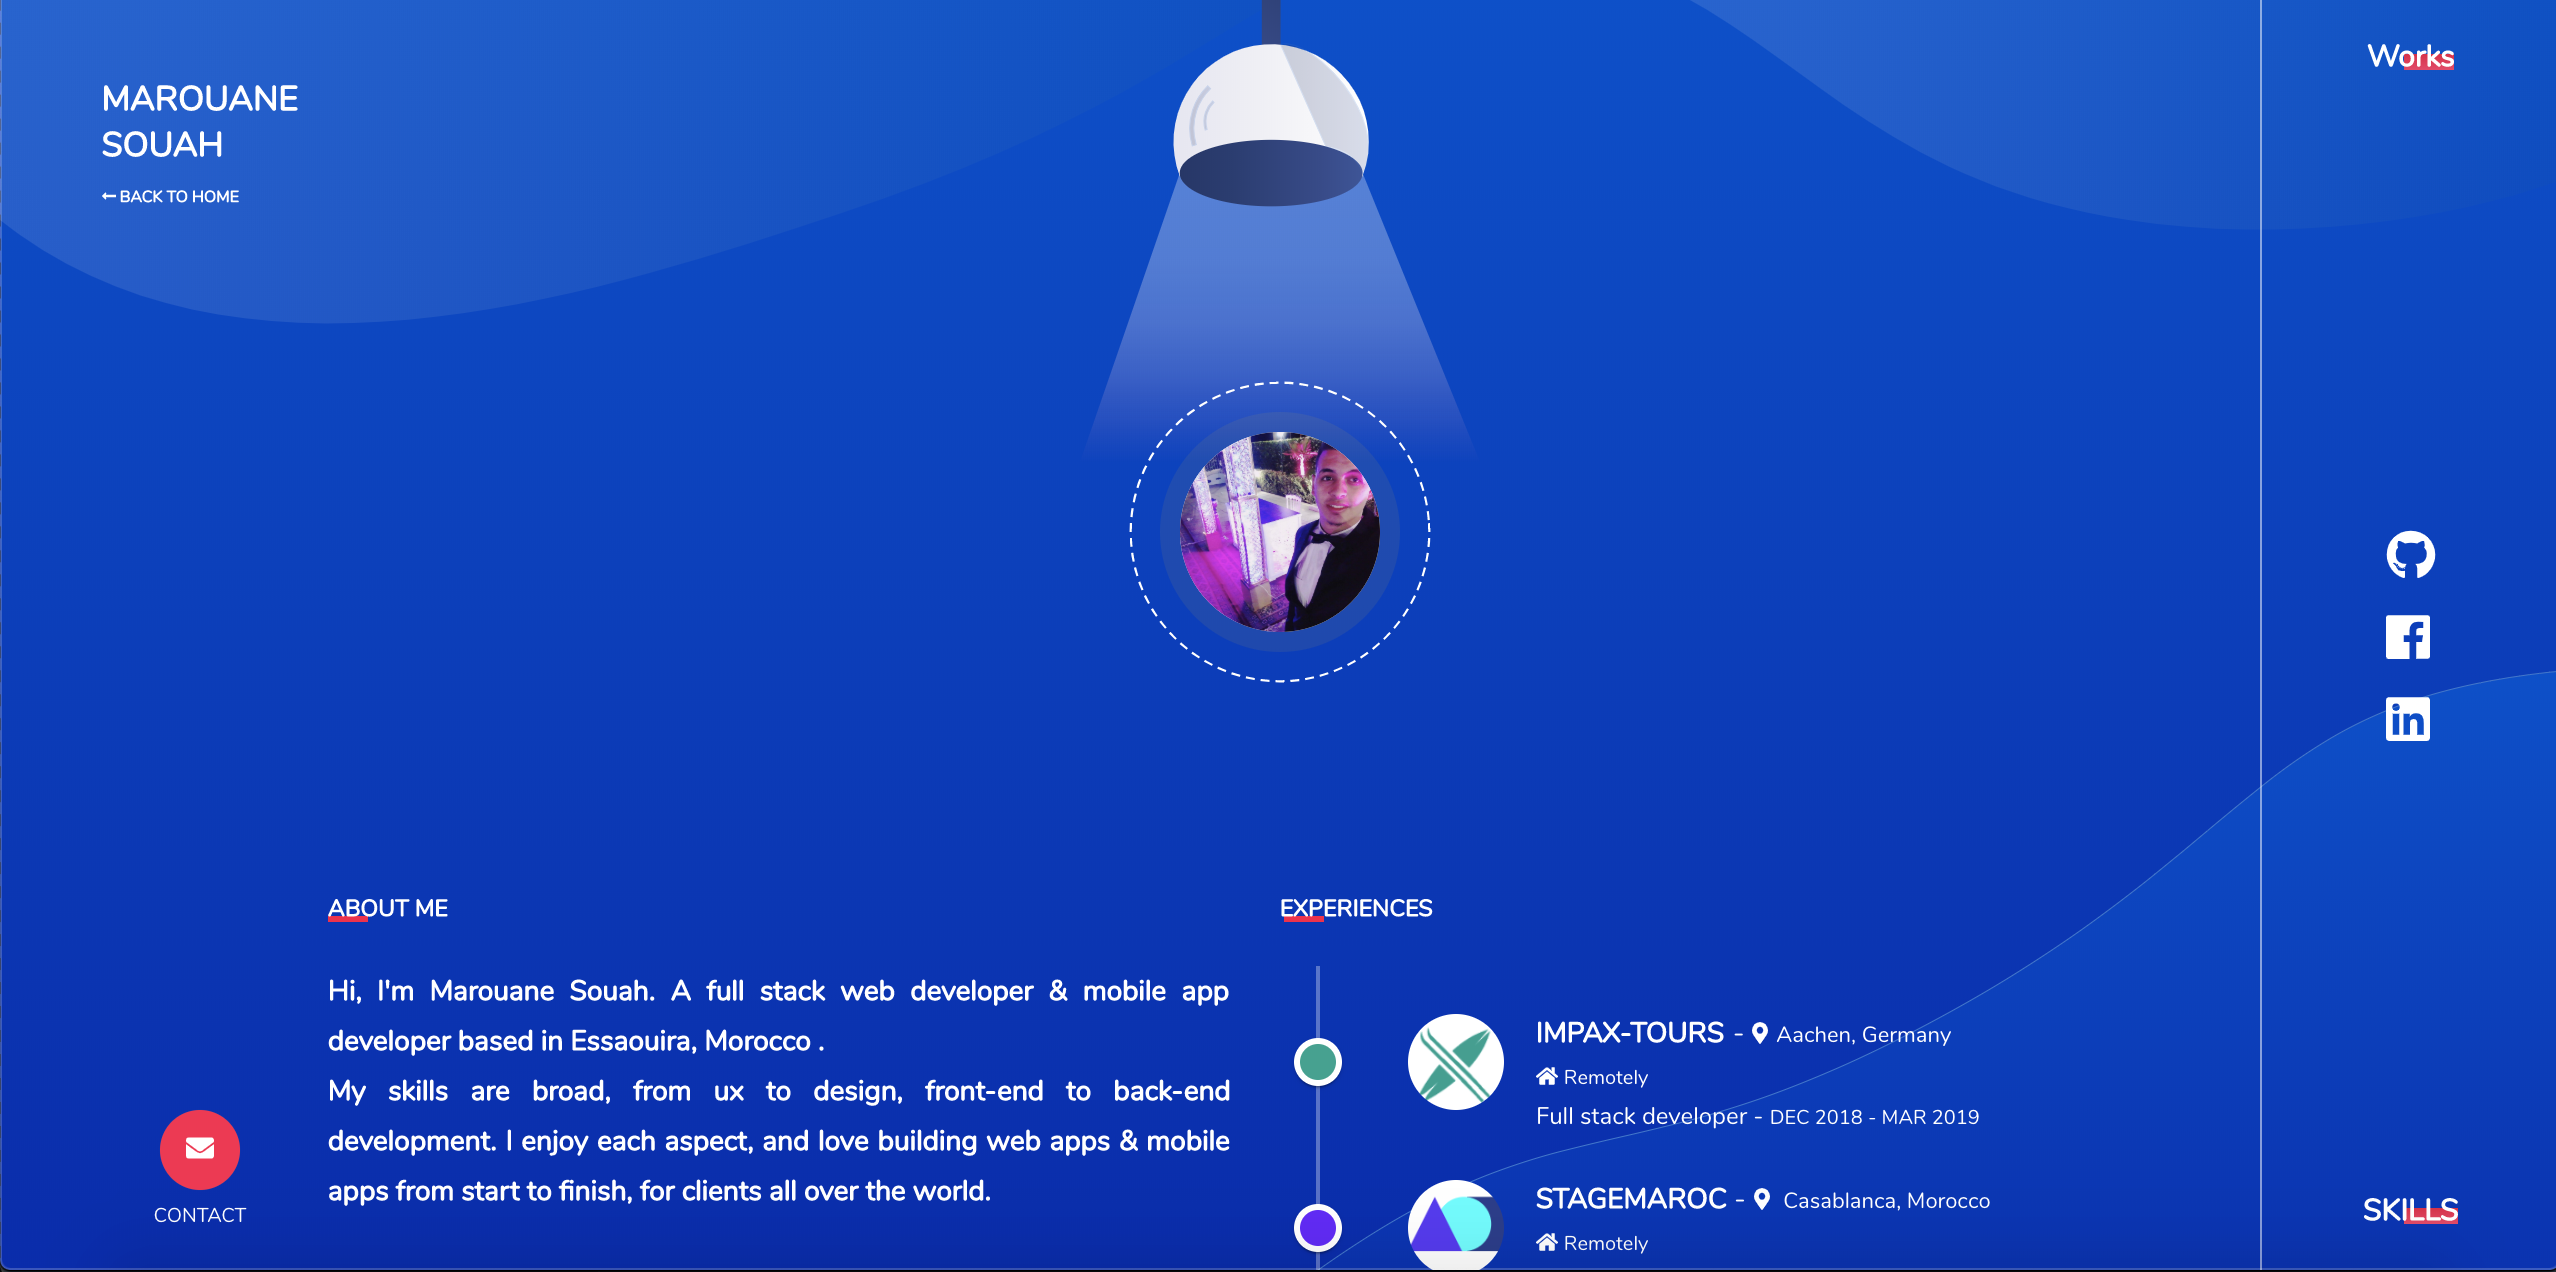 MAROUANE
SOUAH
BACK TO HOME
Works
ABOUT ME
Hi, I'm Marouane Souah. A full stack web developer & mobile app
developer based in Essaouira, Morocco .
My skills are broad, from ux to design, front-end to back-end
development. I enjoy each aspect, and love building web apps & mobile
apps from start to finish, for clients all over the world.
EXPERIENCES
IMPAX-TOURS - Aachen, Germany
Remotely
Full stack developer - DEC 2018 - MAR 2019
STAGEMAROC - Casablanca, Morocco
Remotely
CONTACT
SKILLS